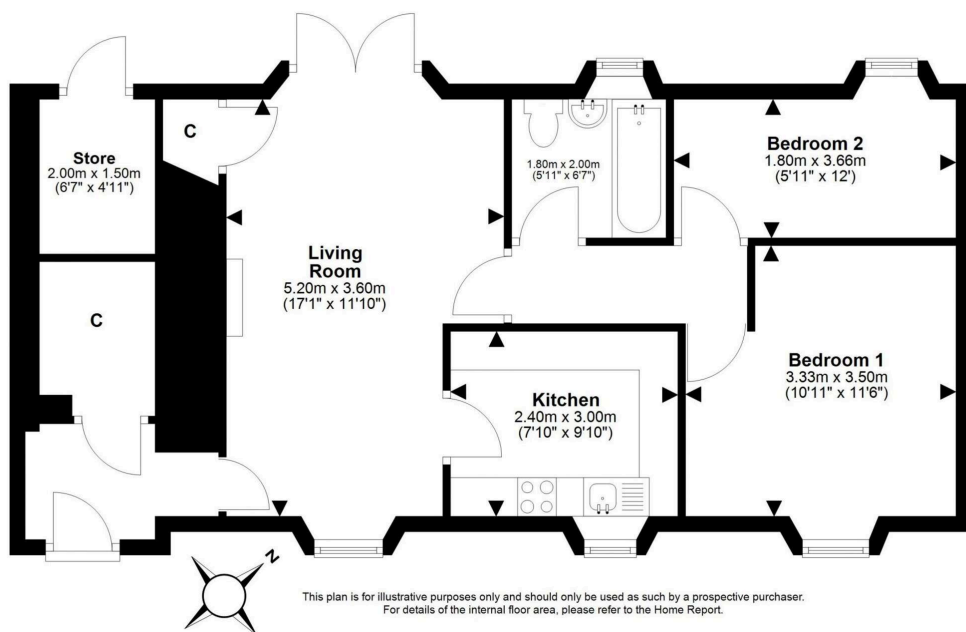 Store
2.00m x 1.50m
(6'7" x 4'11")
C
C
Living
Room
5.20m x 3.60m
(17'1" x 11'10")
1.80m x 2.00m
(5'11" x 6'7")
Bedroom 2
1.80m x 3.66m
(5'11" x 12')
Kitchen
2.40m x 3.00m
(7'10" x 9'10")
Bedroom 1
3.33m x 3.50m
(10'11" x 11'6")
N
This plan is for illustrative purposes only and should only be used as such by a prospective purchaser.
For details of the internal floor area, please refer to the Home Report.